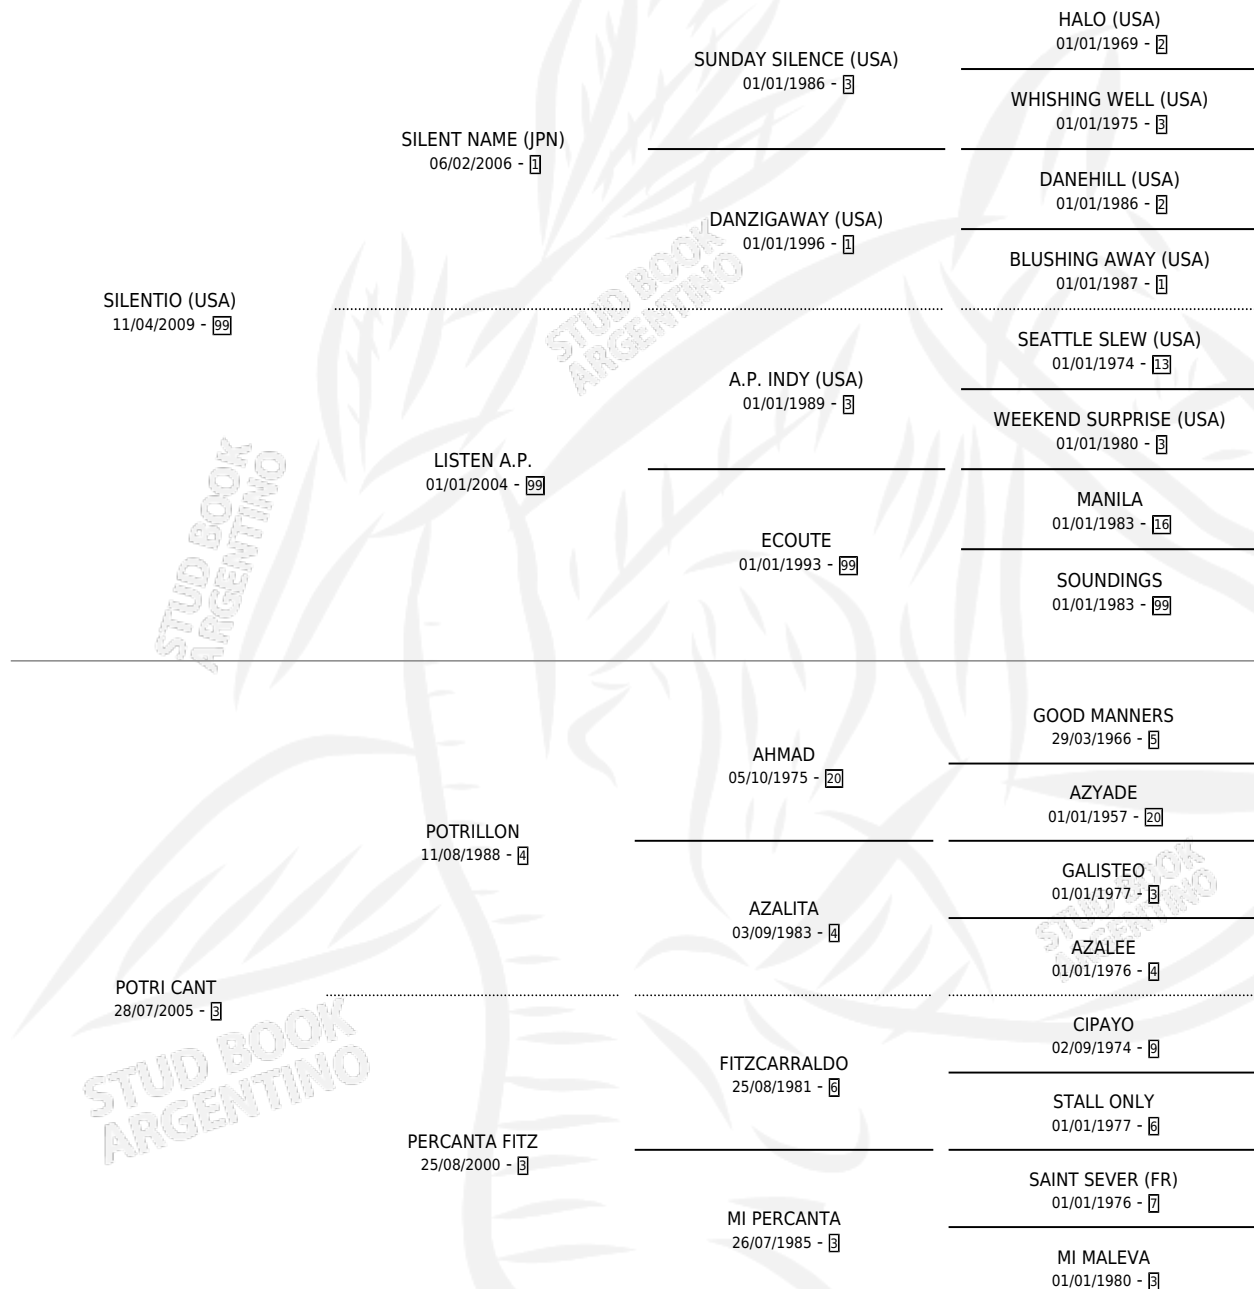 HALO (USA)
01/01/1969 - 2
SUNDAY SILENCE (USA)
01/01/1986 - 3
WHISHING WELL (USA)
01/01/1975 - 3
SILENT NAME (JPN)
06/02/2006 - 1
DANEHILL (USA)
01/01/1986 - 2
DANZIGAWAY (USA)
01/01/1996 - 1
BLUSHING AWAY (USA)
01/01/1987 - 1
SILENTIO (USA)
11/04/2009 - 99
SEATTLE SLEW (USA)
01/01/1974 - 13
A.P. INDY (USA)
01/01/1989 - 3
WEEKEND SURPRISE (USA)
01/01/1980 - 3
LISTEN A.P.
01/01/2004 - 99
MANILA
01/01/1983 - 16
ECOUTE
01/01/1993 - 99
SOUNDINGS
01/01/1983 - 99
GOOD MANNERS
29/03/1966 - 5
AHMAD
05/10/1975 - 20
AZYADE
01/01/1957 - 20
POTRILLON
11/08/1988 - 4
GALISTEO
01/01/1977 - 3
AZALITA
03/09/1983 - 4
AZALEE
01/01/1976 - 4
POTRI CANT
28/07/2005 - 3
CIPAYO
02/09/1974 - 9
FITZCARRALDO
25/08/1981 - 6
STALL ONLY
01/01/1977 - 6
PERCANTA FITZ
25/08/2000 - 3
SAINT SEVER (FR)
01/01/1976 - 7
MI PERCANTA
26/07/1985 - 3
MI MALEVA
01/01/1980 - 3
STUD BOOK
ARGENTINO
STUD BOOK
ARGENTINO
STUD BOOK
ARGENTINO
STUD BOOK
ARGENTINO